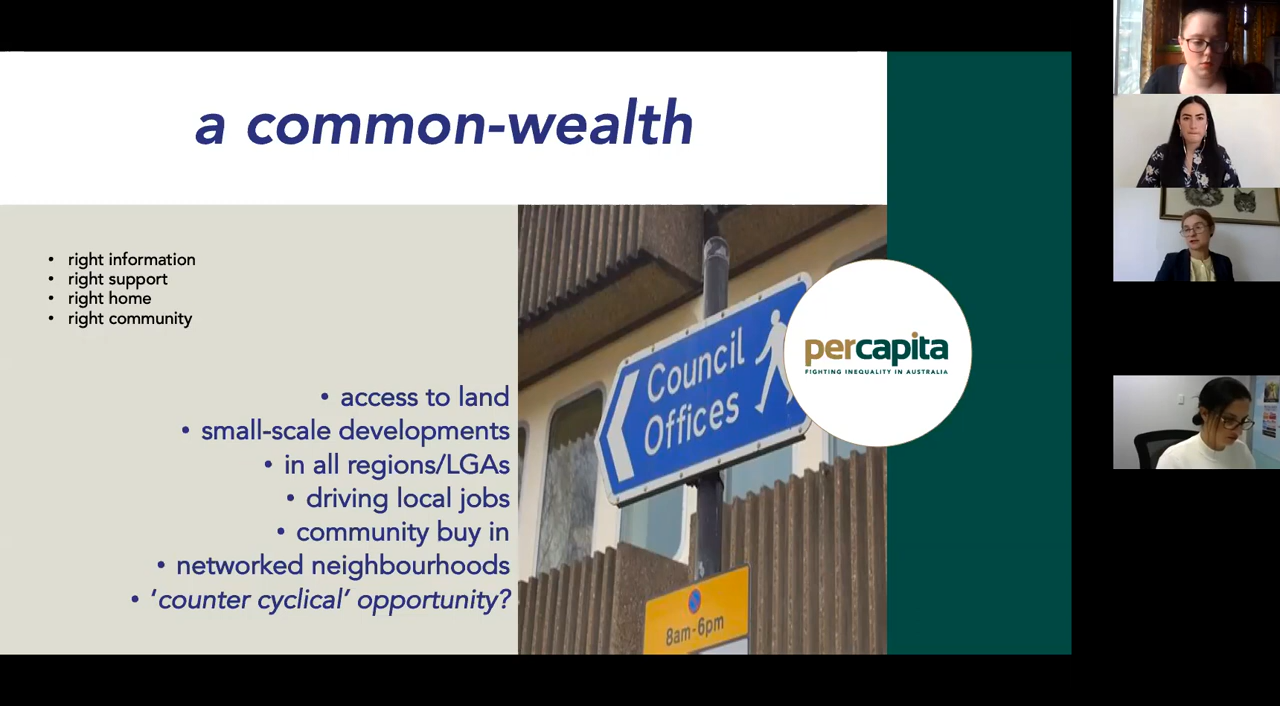 a common-wealth
• right information
• right support
• right home
• right community
• access to land
• small-scale developments
• in all regions/LGAs
• driving local jobs
• community buy in
• networked neighbourhoods
• ‘counter cyclical’ opportunity?
Council
Offices
8am-6pm
percapita
FIGHTING INEQUALITY IN AUSTRALIA